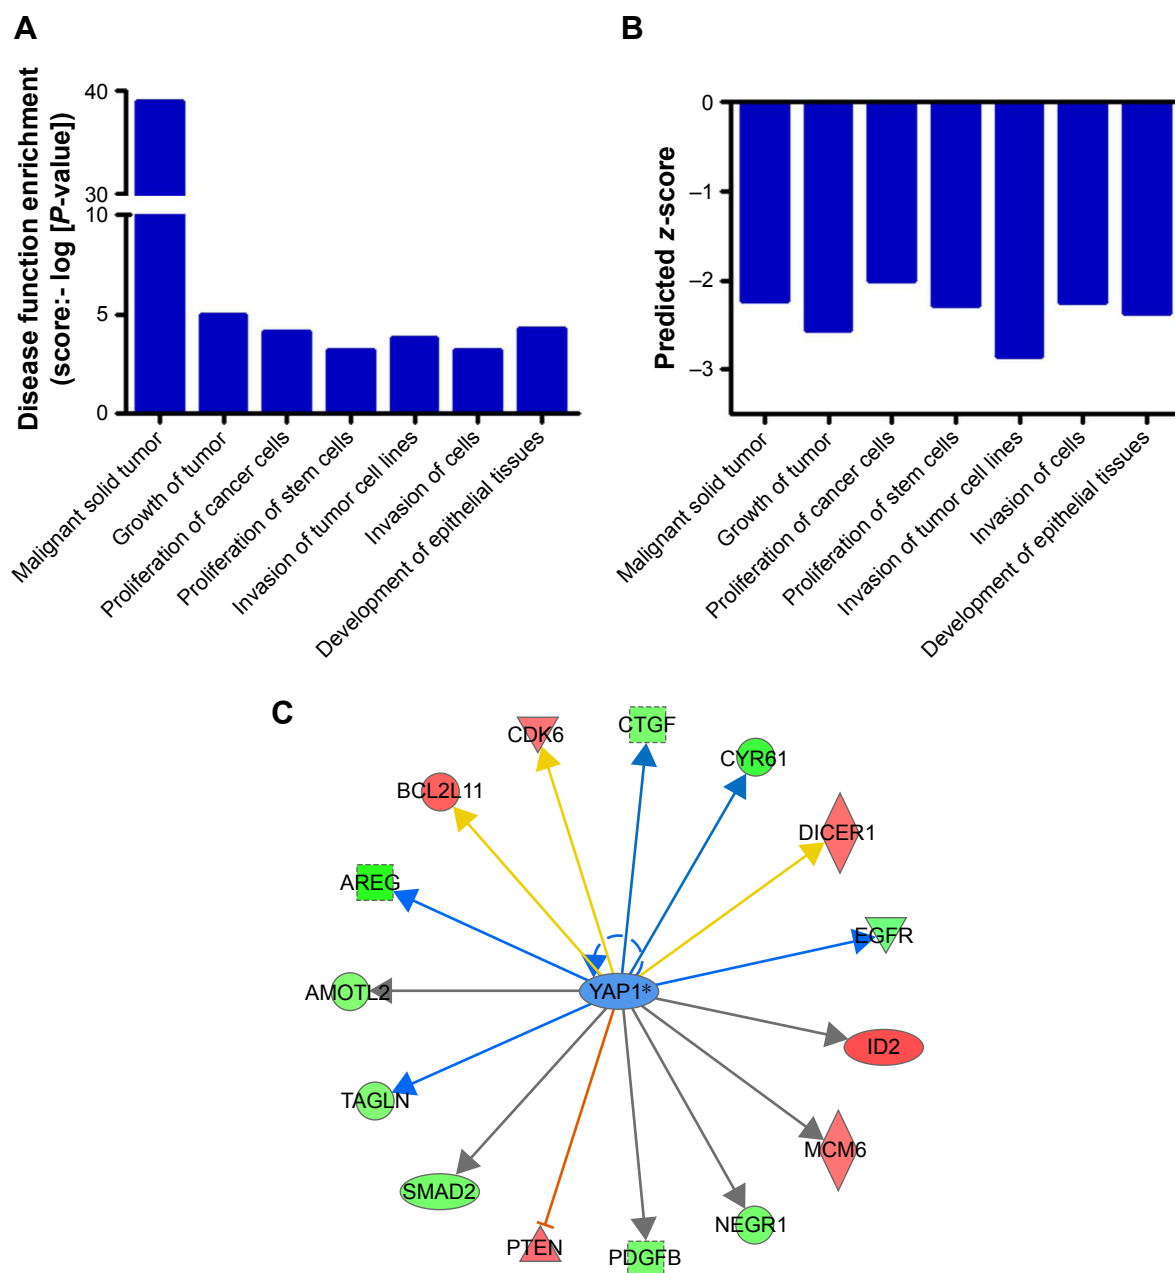 A
Disease function enrichment
(score:- log [P-value])
40
30
10
5
0
Malignant solid tumor
Growth of tumor
Proliferation of cancer cells
Proliferation of stem cells
Invasion of tumor cell lines
Invasion of cells
Development of epithelial tissues
B
Predicted z-score
0
–1
–2
–3
Malignant solid tumor
Growth of tumor
Proliferation of cancer cells
Proliferation of stem cells
Invasion of tumor cell lines
Invasion of cells
Development of epithelial tissues
C
CTGF
CDK6
CYR61
BCL2L11
DICER1
AREG
EGFR
YAP1*
AMOTL2
ID2
TAGLN
MCM6
SMAD2
NEGR1
PTEN
PDGFB